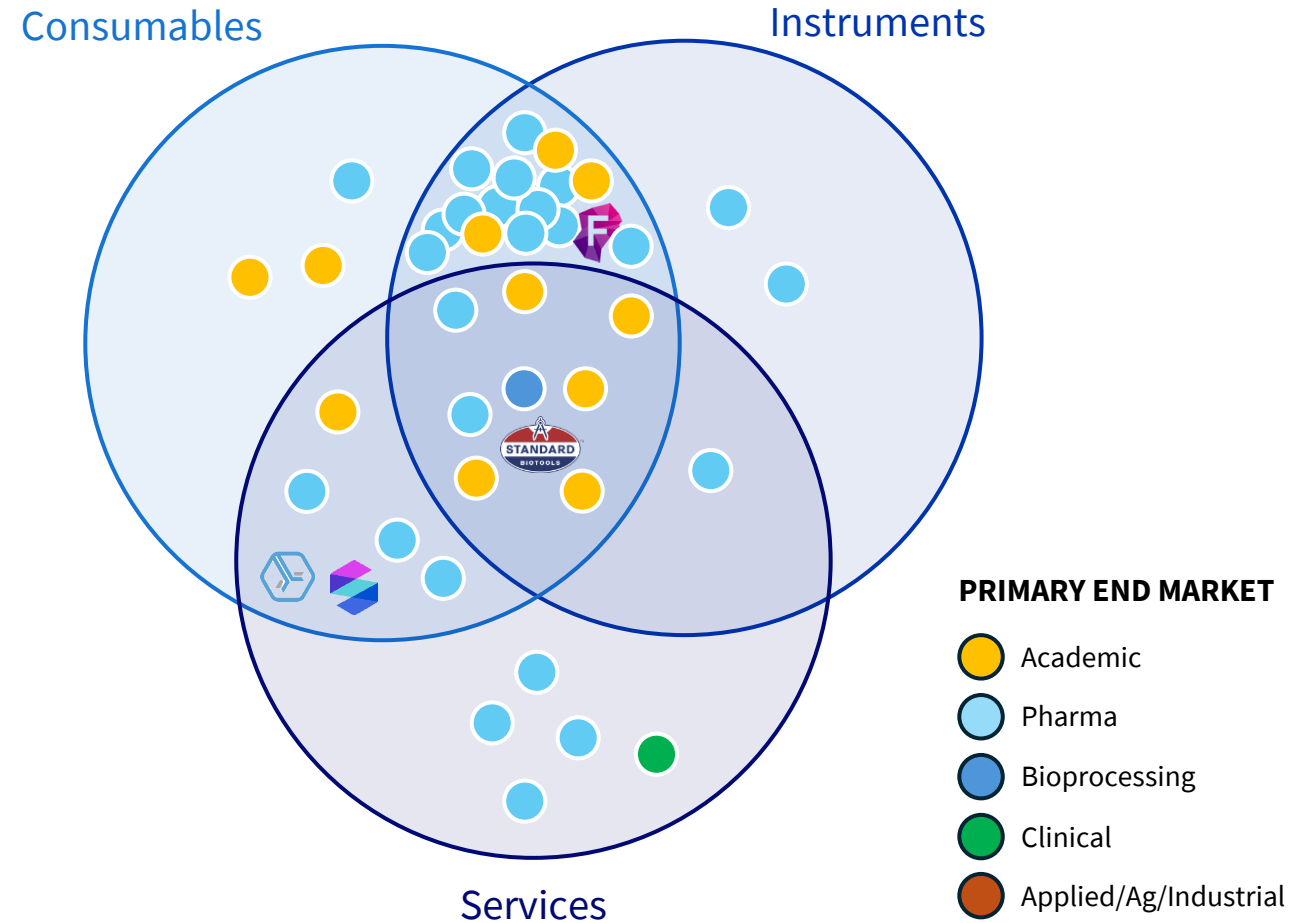 Consumables
Instruments
F
STANDARD
BIOTOOLS
PRIMARY END MARKET
Academic
Pharma
Bioprocessing
Clinical
Applied/Ag/Industrial
Services